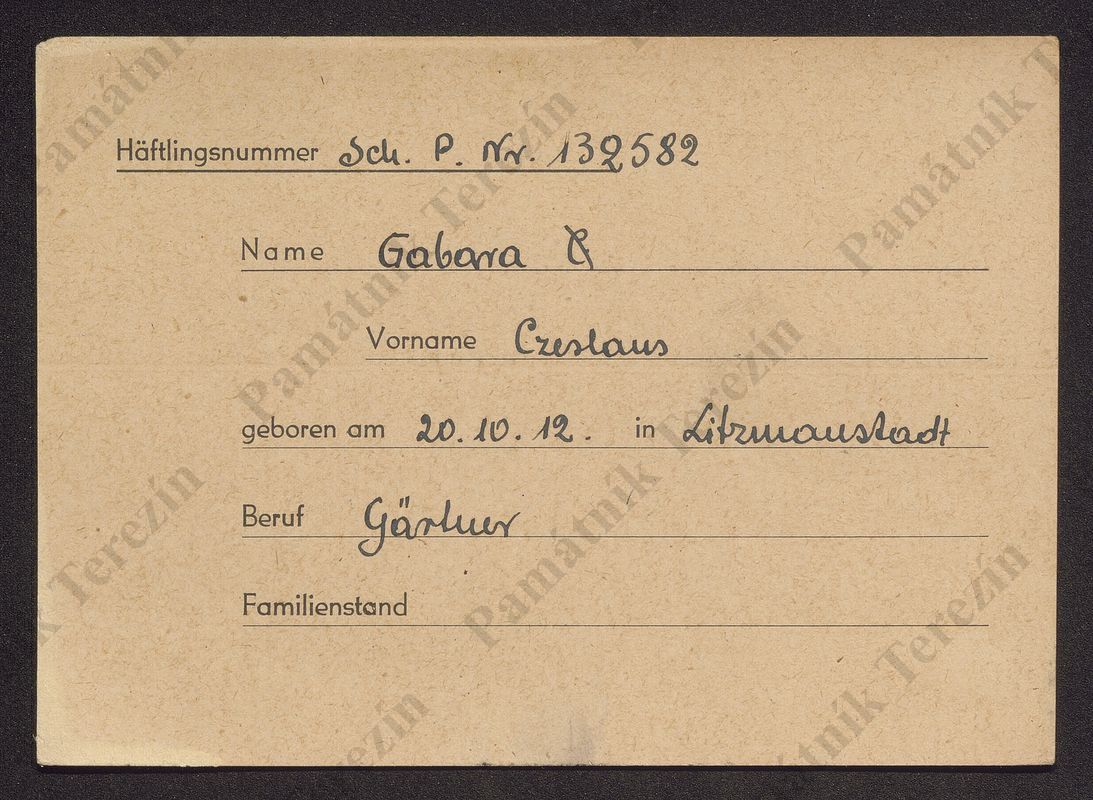 Häftlingsnummer Sch. P. Nr. 132582
Name Gabara
Vorname Czeslaus
geboren am 20.10.12. in Litzmanstadt
Beruf Gärtner
Familienstand
Památník Terezín